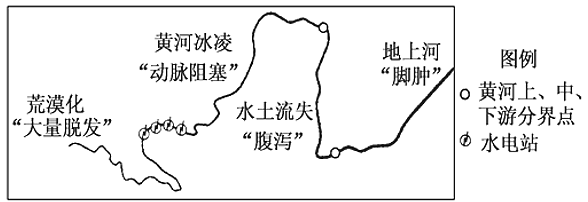 黄河冰凌
“动脉阻塞”
地上河
“脚肿”
荒漠化
“大量脱发”
水土流失
“腹泻”
图例
黄河上、中、
下游分界点
水电站